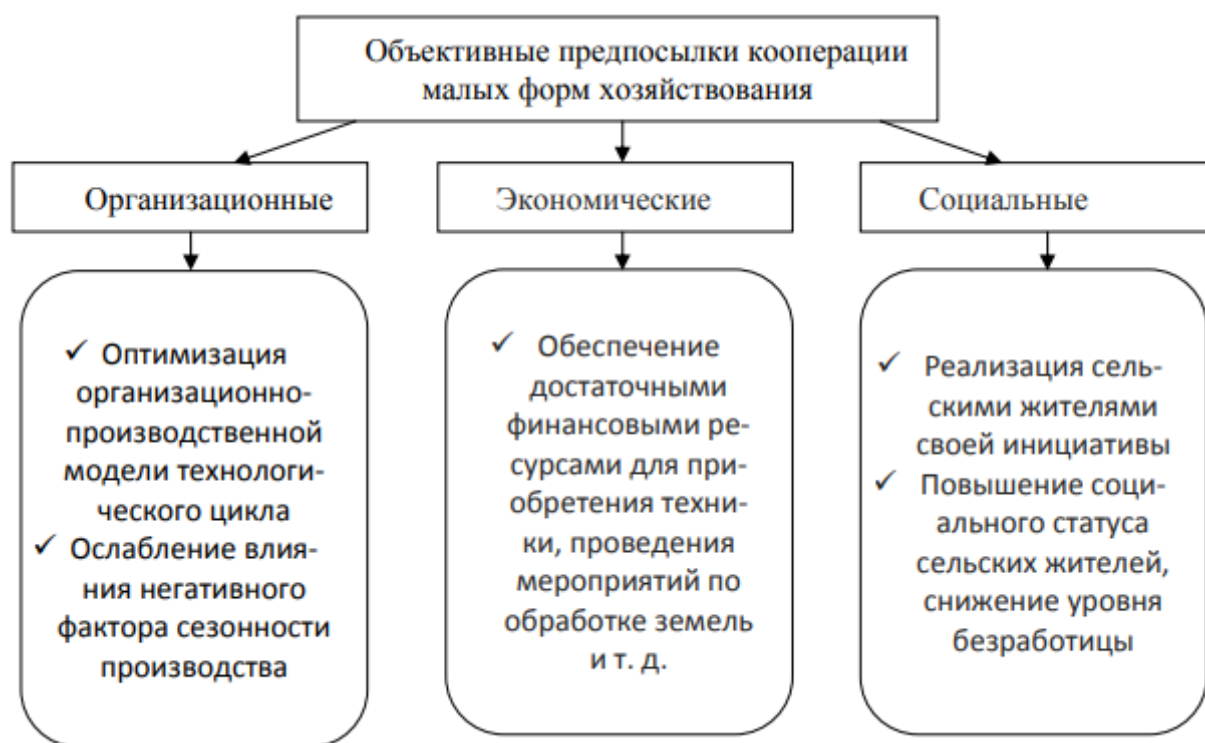 Объективные предпосылки кооперации
малых форм хозяйствования
Организационные
Экономические
Социальные
✓ Оптимизация
организационно-
производственной
модели технологи-
ческого цикла
✓ Ослабление влия-
ния негативного
фактора сезонности
производства
✓ Обеспечение
достаточными
финансовыми ре-
сурсами для при-
обретения техни-
ки, проведения
мероприятий по
обработке земель
и т. д.
✓ Реализация сель-
скими жителями
своей инициативы
✓ Повышение соци-
ального статуса
сельских жителей,
снижение уровня
безработицы